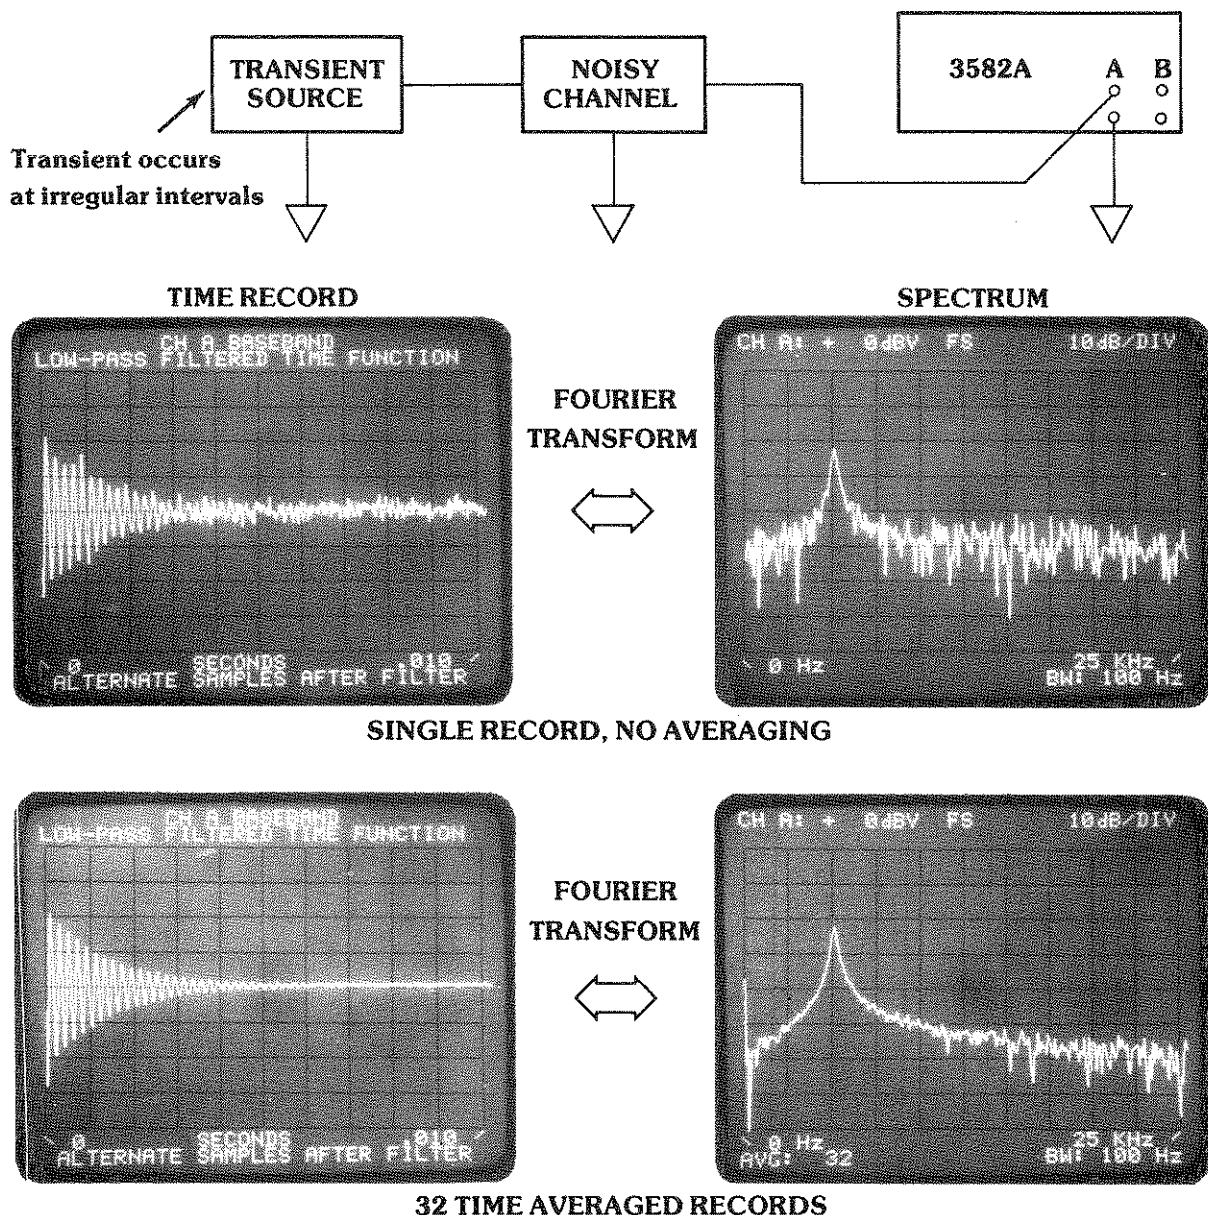 TRANSIENT SOURCE
NOISY CHANNEL
3582A A B
Transient occurs
at irregular intervals
TIME RECORD
SPECTRUM
CH A BASEBAND
LOW-PASS FILTERED TIME FUNCTION
0 SECONDS .010
ALTERNATE SAMPLES AFTER FILTER
FOURIER
TRANSFORM
CH A: + 0dBV FS 10dB/DIV
0 Hz 25 KHz
BW: 100 Hz
SINGLE RECORD, NO AVERAGING
CH A BASEBAND
LOW-PASS FILTERED TIME FUNCTION
0 SECONDS .010
ALTERNATE SAMPLES AFTER FILTER
FOURIER
TRANSFORM
CH A: + 0dBV FS 10dB/DIV
0 Hz 25 KHz
AVG: 32 BW: 100 Hz
32 TIME AVERAGED RECORDS